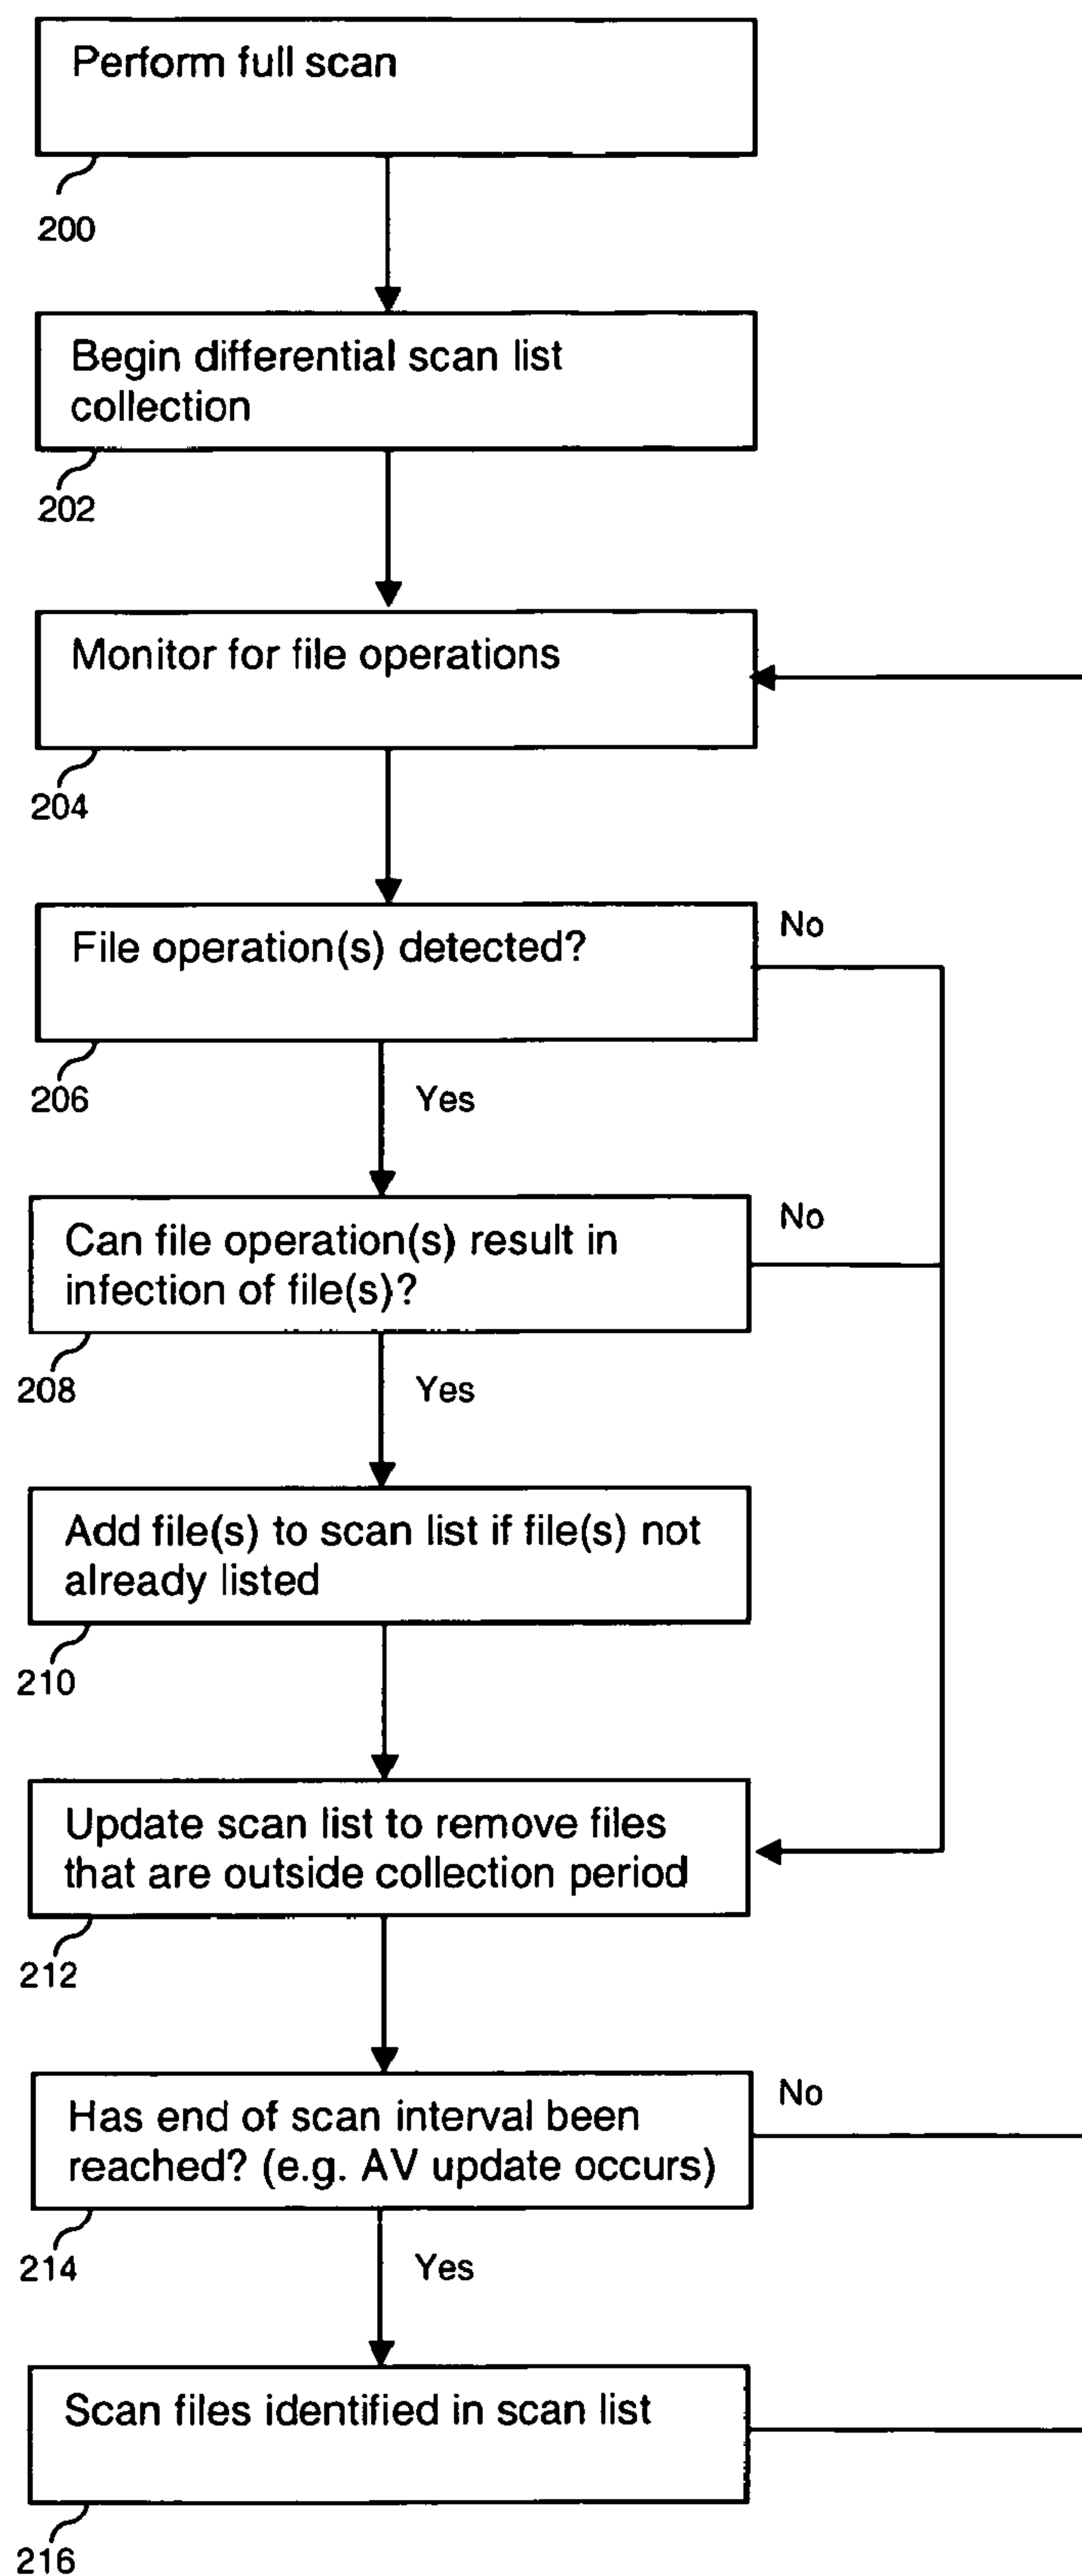 Perform full scan
200
Begin differential scan list
collection
202
Monitor for file operations
204
File operation(s) detected?
No
206
Yes
Can file operation(s) result in
infection of file(s)?
No
208
Yes
Add file(s) to scan list if file(s) not
already listed
210
Update scan list to remove files
that are outside collection period
212
Has end of scan interval been
reached? (e.g. AV update occurs)
No
214
Yes
Scan files identified in scan list
216